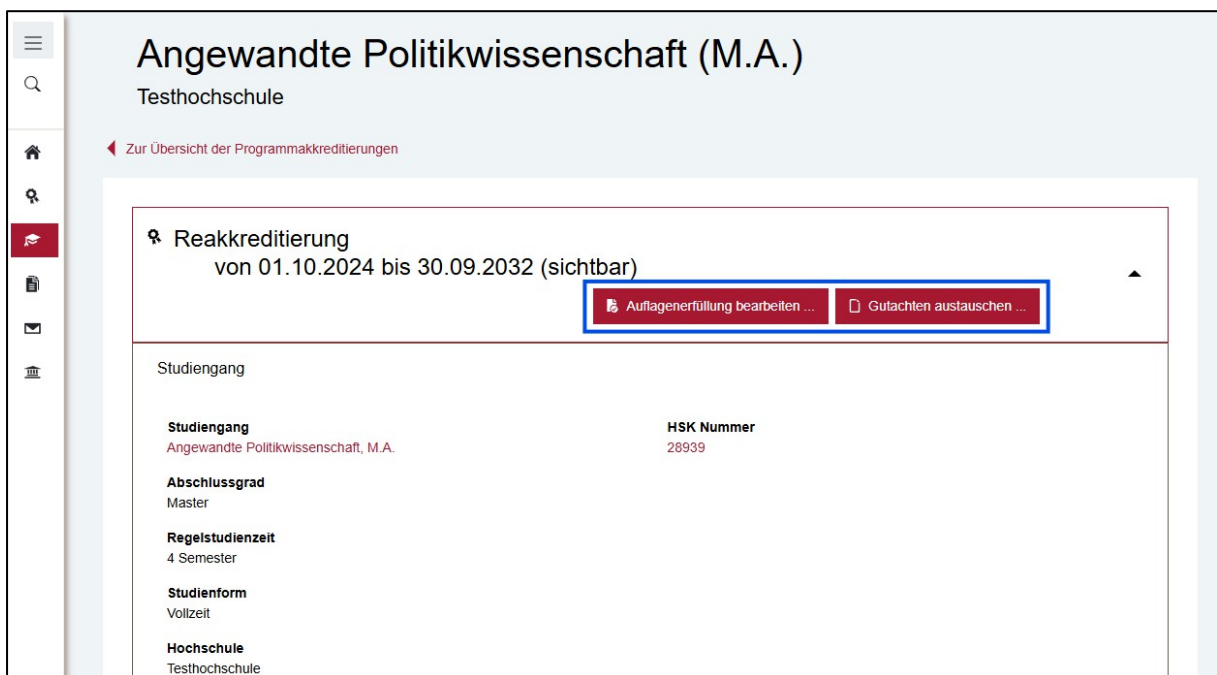 Angewandte Politikwissenschaft (M.A.)
Testhochschule
Zur Übersicht der Programmakkreditierungen
Reakkreditierung
von 01.10.2024 bis 30.09.2032 (sichtbar)
Auflagenerfüllung bearbeiten ...
Gutachten austauschen ...
Studiengang
Studiengang
Angewandte Politikwissenschaft, M.A.
HSK Nummer
28939
Abschlussgrad
Master
Regelstudienzeit
4 Semester
Studienform
Vollzeit
Hochschule
Testhochschule